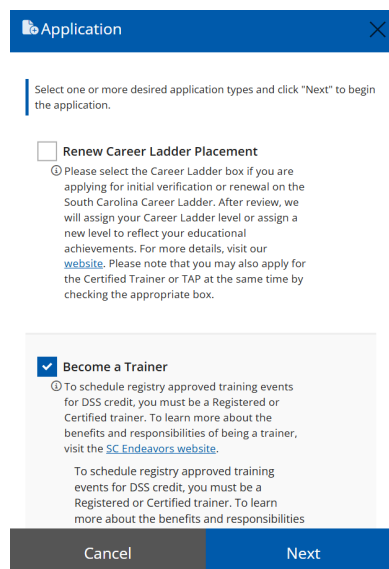 Application
Select one or more desired application types and click "Next" to begin
the application.
Renew Career Ladder Placement
Please select the Career Ladder box if you are
applying for initial verification or renewal on the
South Carolina Career Ladder. After review, we
will assign your Career Ladder level or assign a
new level to reflect your educational
achievements. For more details, visit our
website. Please note that you may also apply for
the Certified Trainer or TAP at the same time by
checking the appropriate box.
Become a Trainer
To schedule registry approved training events
for DSS credit, you must be a Registered or
Certified trainer. To learn more about the
benefits and responsibilities of being a trainer,
visit the SC Endeavors website.
To schedule registry approved training
events for DSS credit, you must be a
Registered or Certified trainer. To learn
more about the benefits and responsibilities
Cancel
Next